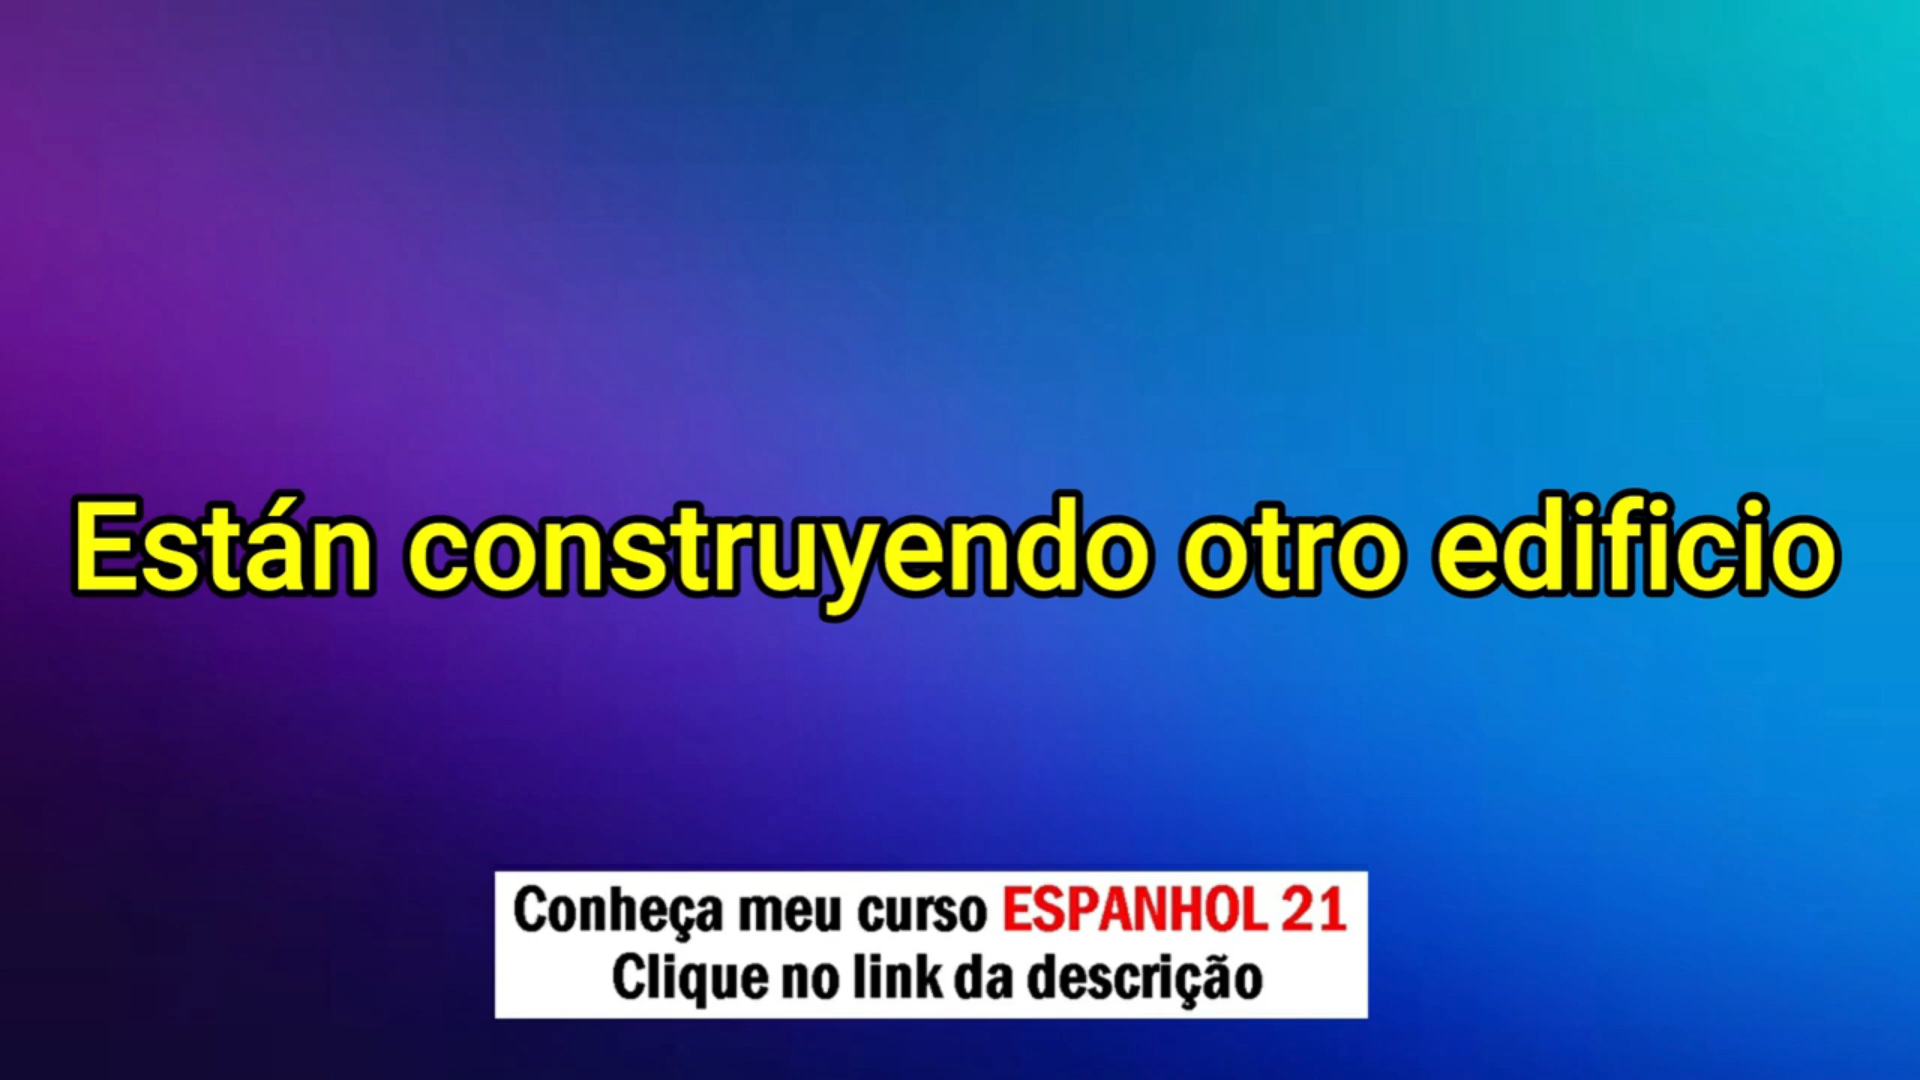 Están construyendo otro edificio
Conheça meu curso ESPANHOL 21
Clique no link da descrição